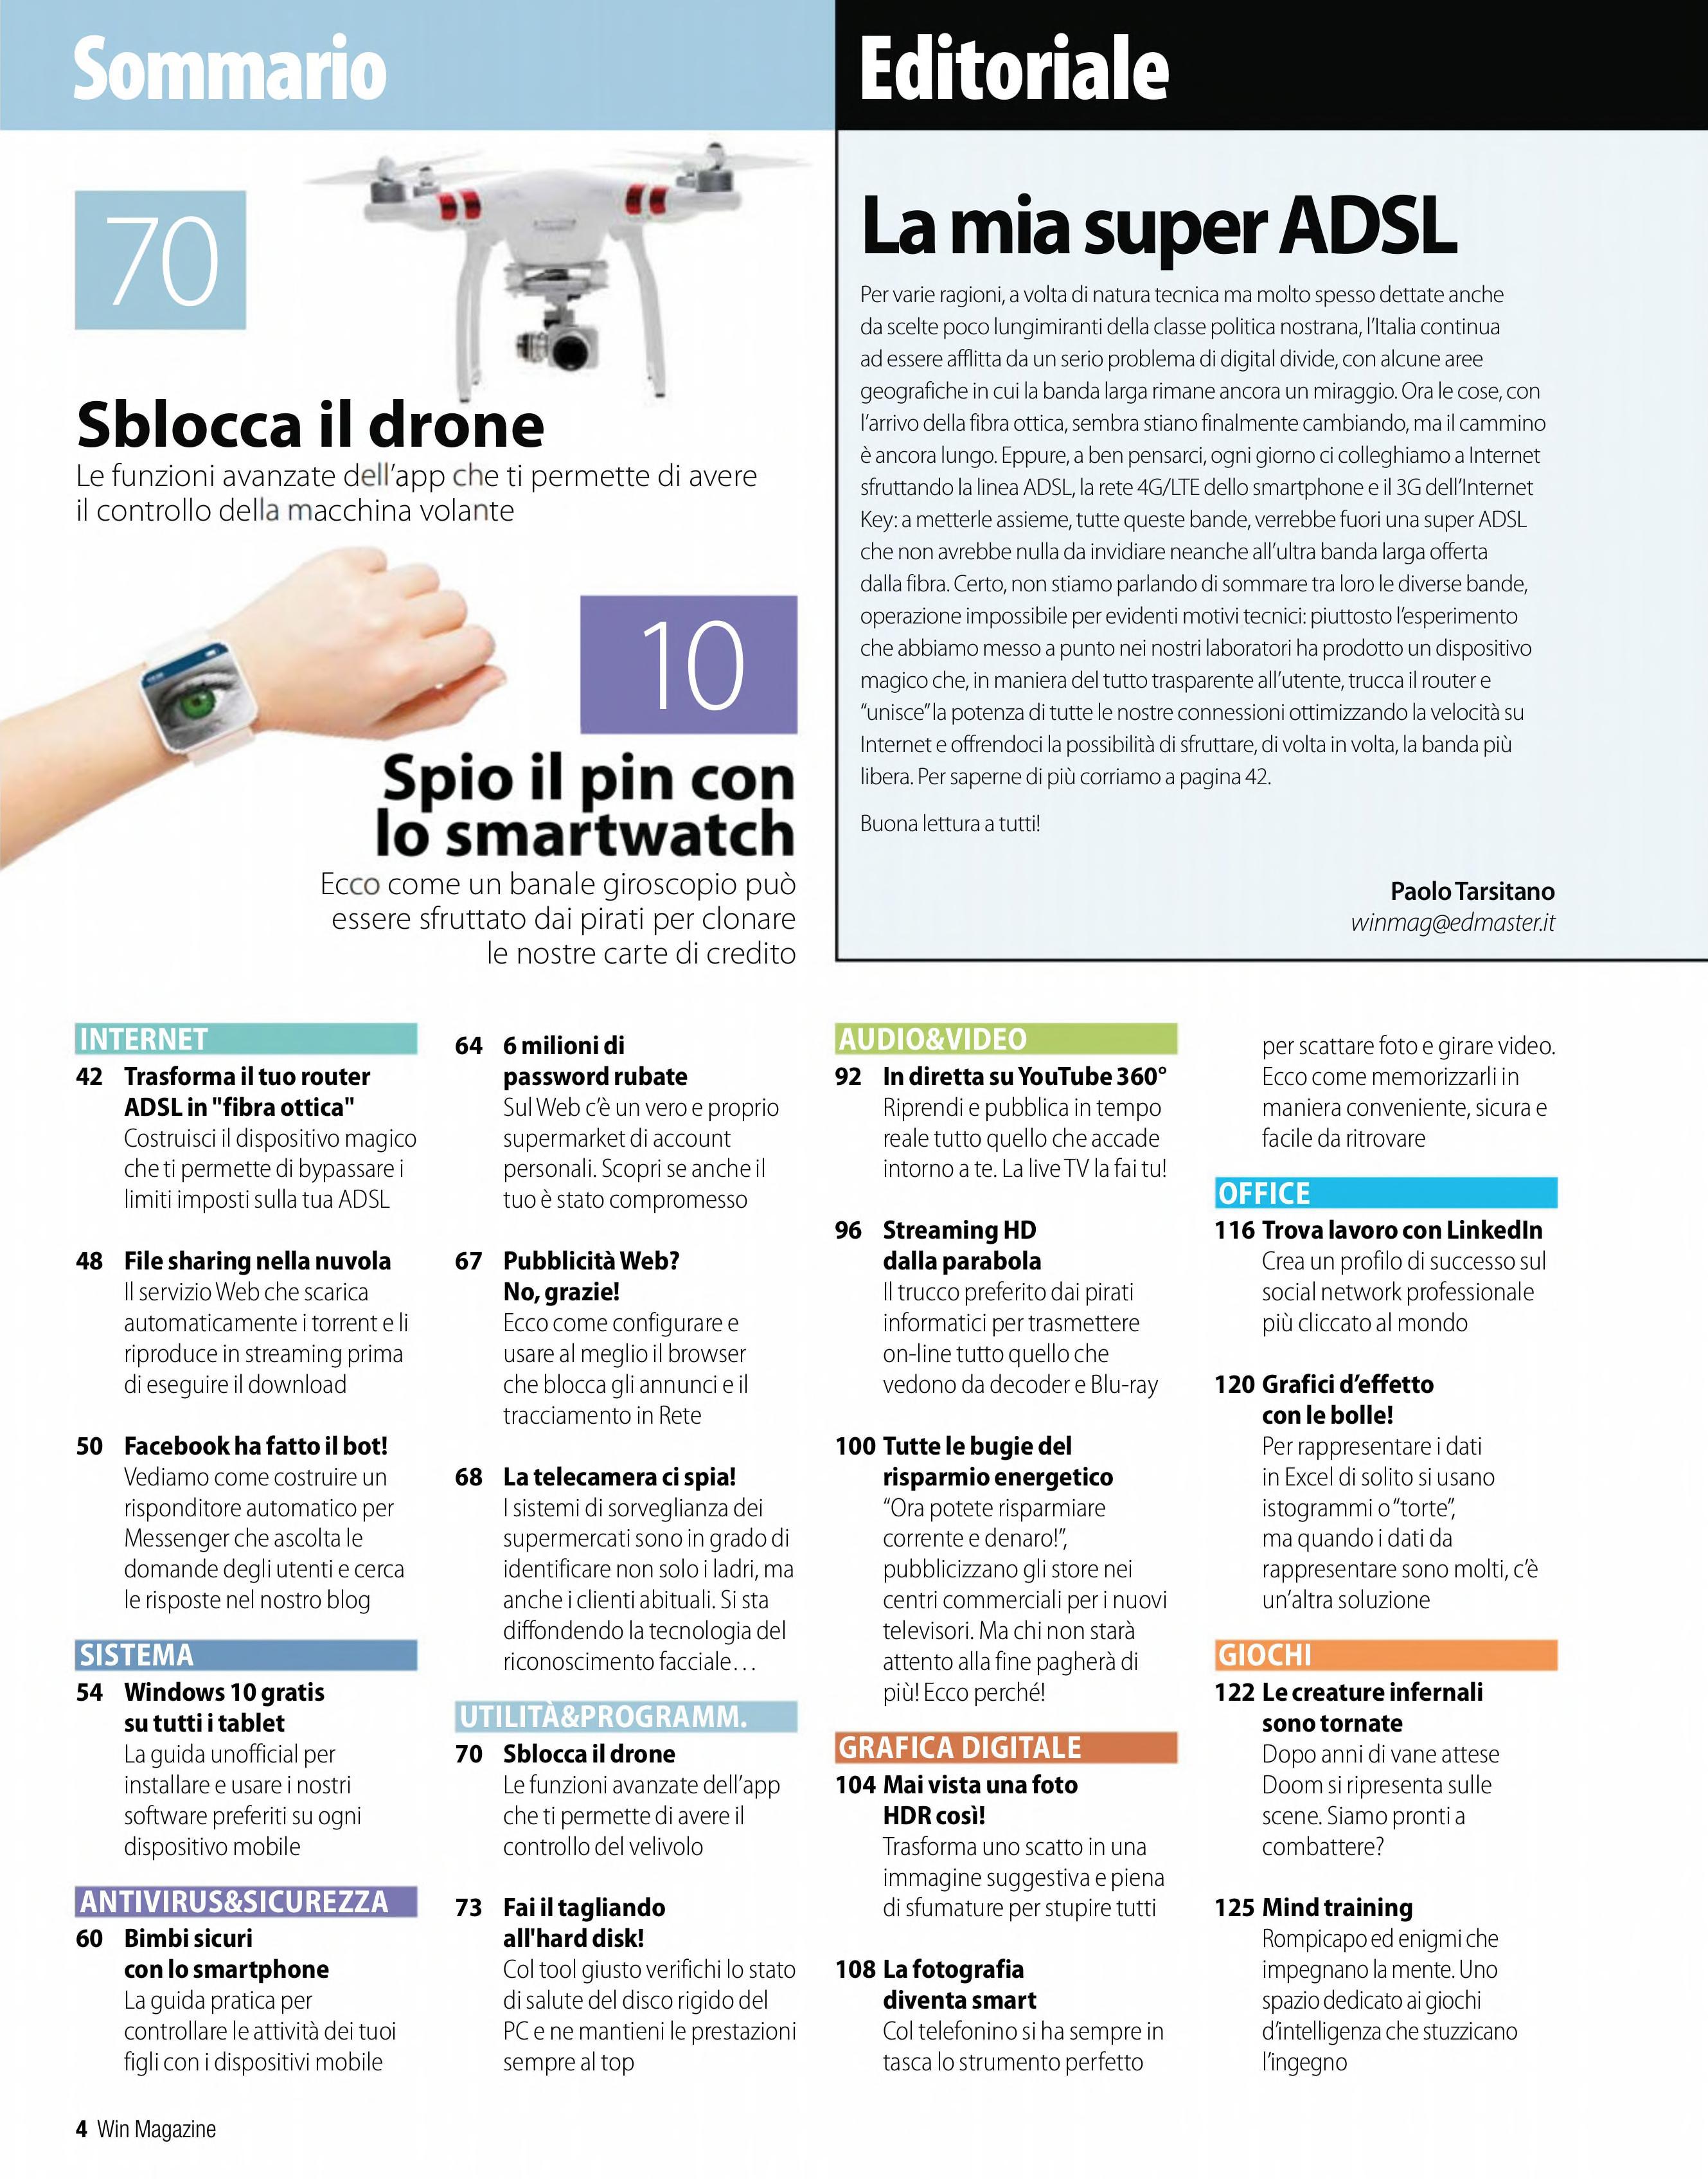 Sommario
70
Sblocca il drone
Le funzioni avanzate dell'app che ti permette di avere
il controllo della macchina volante
10
Spio il pin con
lo smartwatch
Ecco come un banale giroscopio può
essere sfruttato dai pirati per clonare
le nostre carte di credito
Editoriale
La mia super ADSL
Per varie ragioni, a volta di natura tecnica ma molto spesso dettate anche
da scelte poco lungimiranti della classe politica nostrana, l'Italia continua
ad essere afflitta da un serio problema di digital divide, con alcune aree
geografiche in cui la banda larga rimane ancora un miraggio. Ora le cose, con
l'arrivo della fibra ottica, sembra stiano finalmente cambiando, ma il cammino
è ancora lungo. Eppure, a ben pensarci, ogni giorno ci colleghiamo a Internet
sfruttando la linea ADSL, la rete 4G/LTE dello smartphone e il 3G dell'Internet
Key: a metterle assieme, tutte queste bande, verrebbe fuori una super ADSL
che non avrebbe nulla da invidiare neanche all'ultra banda larga offerta
dalla fibra. Certo, non stiamo parlando di sommare tra loro le diverse bande,
operazione impossibile per evidenti motivi tecnici: piuttosto l'esperimento
che abbiamo messo a punto nei nostri laboratori ha prodotto un dispositivo
magico che, in maniera del tutto trasparente all'utente, trucca il router e
“unisce” la potenza di tutte le nostre connessioni ottimizzando la velocità su
Internet e offrendoci la possibilità di sfruttare, di volta in volta, la banda più
libera. Per saperne di più corriamo a pagina 42.
Buona lettura a tutti!
Paolo Tarsitano
winmag@edmaster.it
INTERNET
42 Trasforma il tuo router
ADSL in "fibra ottica"
Costruisci il dispositivo magico
che ti permette di bypassare i
limiti imposti sulla tua ADSL
48 File sharing nella nuvola
Il servizio Web che scarica
automaticamente i torrent e li
riproduce in streaming prima
di eseguire il download
50 Facebook ha fatto il bot!
Vediamo come costruire un
risponditore automatico per
Messenger che ascolta le
domande degli utenti e cerca
le risposte nel nostro blog
SISTEMA
54 Windows 10 gratis
su tutti i tablet
La guida unofficial per
installare e usare i nostri
software preferiti su ogni
dispositivo mobile
ANTIVIRUS&SICUREZZA
60 Bimbi sicuri
con lo smartphone
La guida pratica per
controllare le attività dei tuoi
figli con i dispositivi mobile
64 6 milioni di
password rubate
Sul Web c'è un vero e proprio
supermarket di account
personali. Scopri se anche il
tuo è stato compromesso
67 Pubblicità Web?
No, grazie!
Ecco come configurare e
usare al meglio il browser
che blocca gli annunci e il
tracciamento in Rete
68 La telecamera ci spia!
I sistemi di sorveglianza dei
supermercati sono in grado di
identificare non solo i ladri, ma
anche i clienti abituali. Si sta
diffondendo la tecnologia del
riconoscimento facciale…
UTILITÀ&PROGRAMM.
70 Sblocca il drone
Le funzioni avanzate dell'app
che ti permette di avere il
controllo del velivolo
73 Fai il tagliando
all'hard disk!
Col tool giusto verifichi lo stato
di salute del disco rigido del
PC e ne mantieni le prestazioni
sempre al top
AUDIO&VIDEO
92 In diretta su YouTube 360°
Riprendi e pubblica in tempo
reale tutto quello che accade
intorno a te. La live TV la fai tu!
96 Streaming HD
dalla parabola
Il trucco preferito dai pirati
informatici per trasmettere
on-line tutto quello che
vedono da decoder e Blu-ray
100 Tutte le bugie del
risparmio energetico
“Ora potete risparmiare
corrente e denaro!”,
pubblicizzano gli store nei
centri commerciali per i nuovi
televisori. Ma chi non starà
attento alla fine pagherà di
più! Ecco perché!
GRAFICA DIGITALE
104 Mai vista una foto
HDR così!
Trasforma uno scatto in una
immagine suggestiva e piena
di sfumature per stupire tutti
108 La fotografia
diventa smart
Col telefonino si ha sempre in
tasca lo strumento perfetto
per scattare foto e girare video.
Ecco come memorizzarli in
maniera conveniente, sicura e
facile da ritrovare
OFFICE
116 Trova lavoro con LinkedIn
Crea un profilo di successo sul
social network professionale
più cliccato al mondo
120 Grafici d'effetto
con le bolle!
Per rappresentare i dati
in Excel di solito si usano
istogrammi o “torte”,
ma quando i dati da
rappresentare sono molti, c'è
un'altra soluzione
GIOCHI
122 Le creature infernali
sono tornate
Dopo anni di vane attese
Doom si ripresenta sulle
scene. Siamo pronti a
combattere?
125 Mind training
Rompicapo ed enigmi che
impegnano la mente. Uno
spazio dedicato ai giochi
d'intelligenza che stuzzicano
l'ingegno
4 Win Magazine